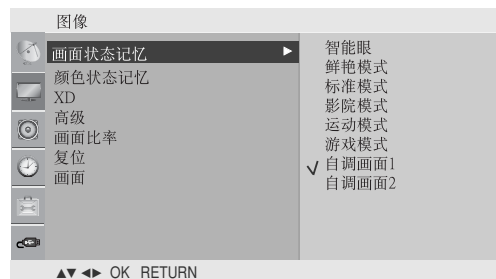 图像
画面状态记忆
颜色状态记忆
XD
高级
画面比率
复位
画面
智能眼
鲜艳模式
标准模式
影院模式
运动模式
游戏模式
自调画面1
自调画面2
OK RETURN